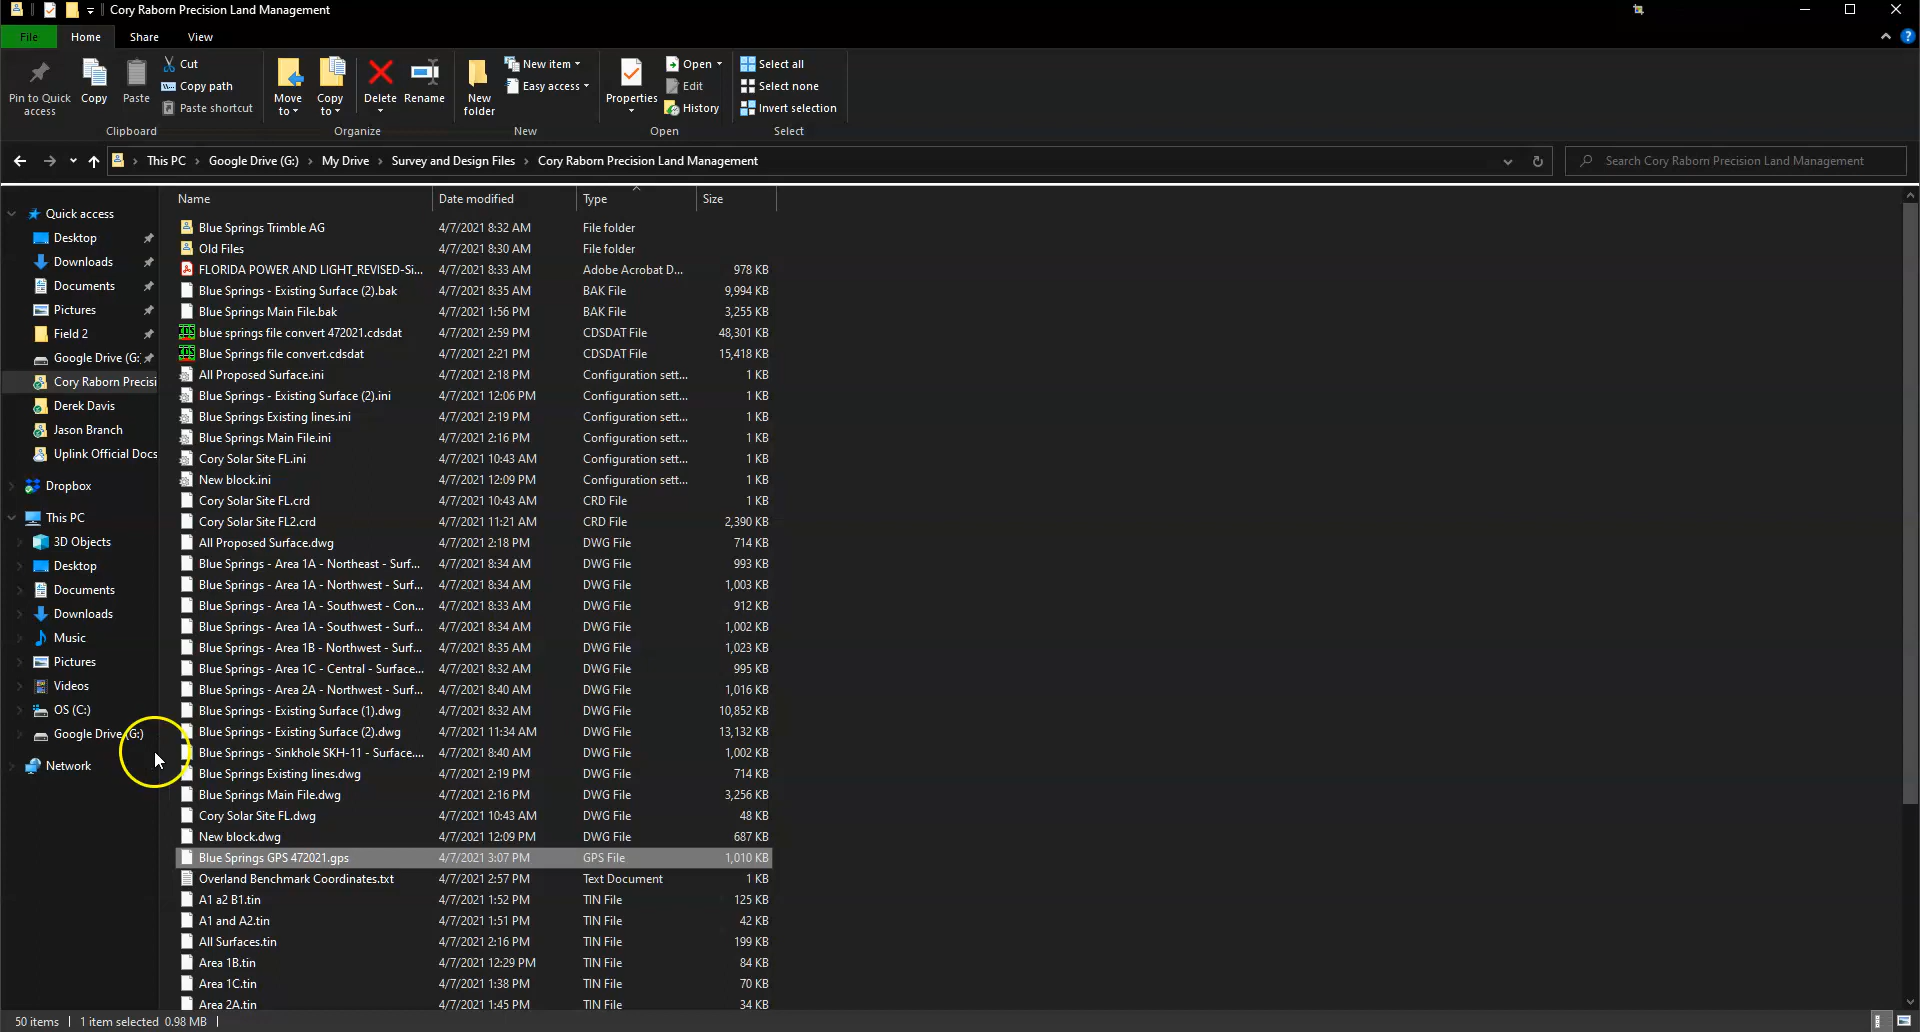 Cory Raborn Precision Land Management
File Home Share View
Pin to Quick access
Copy
Paste
Cut
Copy path
Paste shortcut
Clipboard
Move to
Copy to
Delete
Rename
Organize
New folder
New item
Easy access
New
Properties
Open
Edit
History
Open
Select all
Select none
Invert selection
Select
This PC › Google Drive (G:) › My Drive › Survey and Design Files › Cory Raborn Precision Land Management
Search Cory Raborn Precision Land Management
Quick access
Desktop
Downloads
Documents
Pictures
Field 2
Google Drive (G:
Cory Raborn Precisi
Derek Davis
Jason Branch
Uplink Official Docs
Dropbox
This PC
3D Objects
Desktop
Documents
Downloads
Music
Pictures
Videos
OS (C:)
Google Drive (G:)
Network
Name Date modified Type Size
Blue Springs Trimble AG 4/7/2021 8:32 AM File folder
Old Files 4/7/2021 8:30 AM File folder
FLORIDA POWER AND LIGHT_REVISED-Si... 4/7/2021 8:33 AM Adobe Acrobat D... 978 KB
Blue Springs - Existing Surface (2).bak 4/7/2021 8:35 AM BAK File 9,994 KB
Blue Springs Main File.bak 4/7/2021 1:56 PM BAK File 3,255 KB
blue springs file convert 472021.cdsdat 4/7/2021 2:59 PM CDSDAT File 48,301 KB
Blue Springs file convert.cdsdat 4/7/2021 2:21 PM CDSDAT File 15,418 KB
All Proposed Surface.ini 4/7/2021 2:18 PM Configuration sett... 1 KB
Blue Springs - Existing Surface (2).ini 4/7/2021 12:06 PM Configuration sett... 1 KB
Blue Springs Existing lines.ini 4/7/2021 2:19 PM Configuration sett... 1 KB
Blue Springs Main File.ini 4/7/2021 2:16 PM Configuration sett... 1 KB
Cory Solar Site FL.ini 4/7/2021 10:43 AM Configuration sett... 1 KB
New block.ini 4/7/2021 12:09 PM Configuration sett... 1 KB
Cory Solar Site FL.crd 4/7/2021 10:43 AM CRD File 1 KB
Cory Solar Site FL2.crd 4/7/2021 11:21 AM CRD File 2,390 KB
All Proposed Surface.dwg 4/7/2021 2:18 PM DWG File 714 KB
Blue Springs - Area 1A - Northeast - Surf... 4/7/2021 8:34 AM DWG File 993 KB
Blue Springs - Area 1A - Northwest - Surf... 4/7/2021 8:34 AM DWG File 1,003 KB
Blue Springs - Area 1A - Southwest - Con... 4/7/2021 8:33 AM DWG File 912 KB
Blue Springs - Area 1A - Southwest - Surf... 4/7/2021 8:34 AM DWG File 1,002 KB
Blue Springs - Area 1B - Northwest - Surf... 4/7/2021 8:35 AM DWG File 1,023 KB
Blue Springs - Area 1C - Central - Surface... 4/7/2021 8:32 AM DWG File 995 KB
Blue Springs - Area 2A - Northwest - Surf... 4/7/2021 8:40 AM DWG File 1,016 KB
Blue Springs - Existing Surface (1).dwg 4/7/2021 8:32 AM DWG File 10,852 KB
Blue Springs - Existing Surface (2).dwg 4/7/2021 11:34 AM DWG File 13,132 KB
Blue Springs - Sinkhole SKH-11 - Surface.... 4/7/2021 8:40 AM DWG File 1,002 KB
Blue Springs Existing lines.dwg 4/7/2021 2:19 PM DWG File 714 KB
Blue Springs Main File.dwg 4/7/2021 2:16 PM DWG File 3,256 KB
Cory Solar Site FL.dwg 4/7/2021 10:43 AM DWG File 48 KB
New block.dwg 4/7/2021 12:09 PM DWG File 687 KB
Blue Springs GPS 472021.gps 4/7/2021 3:07 PM GPS File 1,010 KB
Overland Benchmark Coordinates.txt 4/7/2021 2:57 PM Text Document 1 KB
A1 a2 B1.tin 4/7/2021 1:52 PM TIN File 125 KB
A1 and A2.tin 4/7/2021 1:51 PM TIN File 42 KB
All Surfaces.tin 4/7/2021 2:16 PM TIN File 199 KB
Area 1B.tin 4/7/2021 12:29 PM TIN File 84 KB
Area 1C.tin 4/7/2021 1:38 PM TIN File 70 KB
Area 2A.tin 4/7/2021 1:45 PM TIN File 34 KB
50 items 1 item selected 0.98 MB